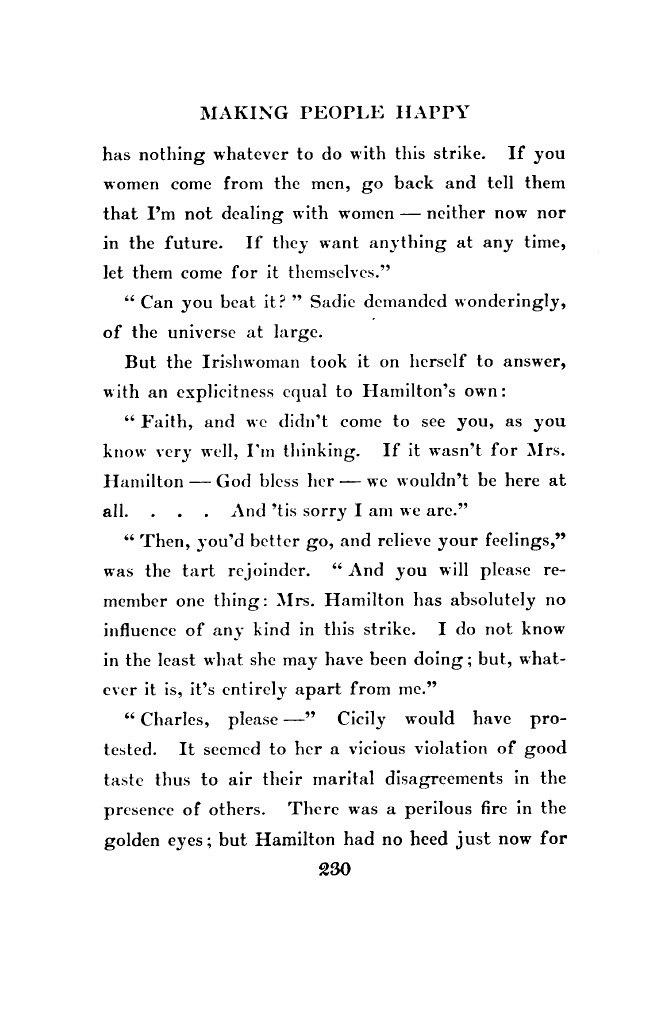 MAKING PEOPLE HAPPY
has nothing whatever to do with this strike. If you
women come from the men, go back and tell them
that I'm not dealing with women — neither now nor
in the future. If they want anything at any time,
let them come for it themselves.”
“ Can you beat it? ” Sadie demanded wonderingly,
of the universe at large.
But the Irishwoman took it on herself to answer,
with an explicitness equal to Hamilton's own:
“ Faith, and we didn't come to see you, as you
know very well, I'm thinking. If it wasn't for Mrs.
Hamilton — God bless her — we wouldn't be here at
all. . . . And 'tis sorry I am we are.”
“ Then, you'd better go, and relieve your feelings,”
was the tart rejoinder. “ And you will please re-
member one thing: Mrs. Hamilton has absolutely no
influence of any kind in this strike. I do not know
in the least what she may have been doing; but, what-
ever it is, it's entirely apart from me.”
“ Charles, please —” Cicily would have pro-
tested. It seemed to her a vicious violation of good
taste thus to air their marital disagreements in the
presence of others. There was a perilous fire in the
golden eyes; but Hamilton had no heed just now for
230